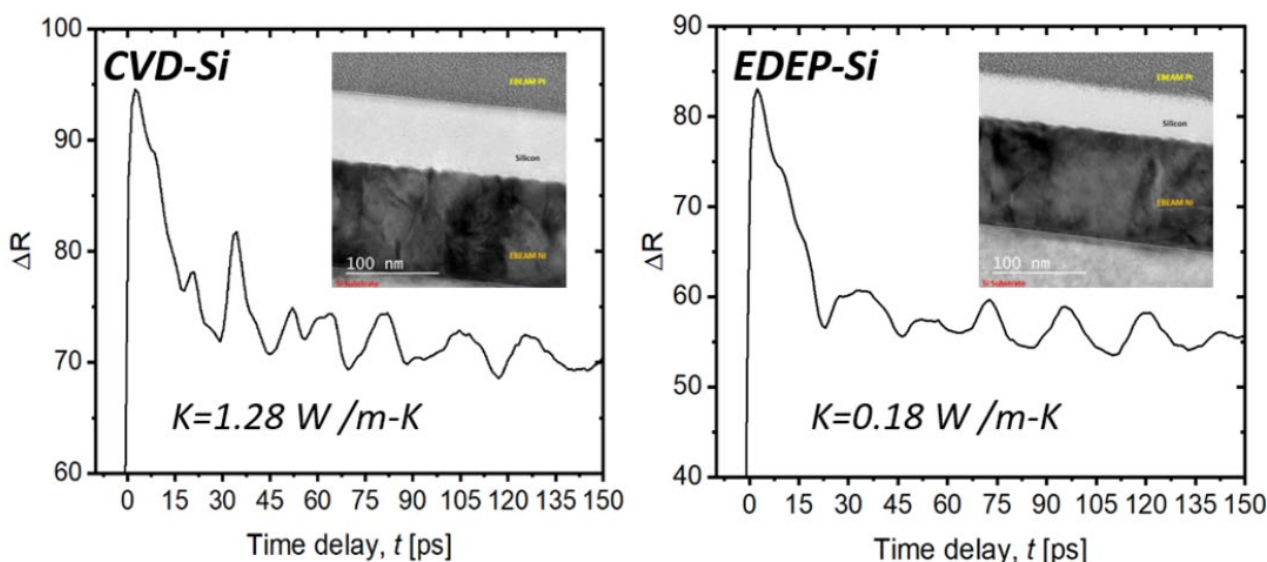 CVD-Si
100
90
80
70
60
ΔR
EBEAM Pt
Silicon
EBEAM Ni
100 nm
Si Substrate
K=1.28 W /m-K
0 15 30 45 60 75 90 105 120 135 150
Time delay, t [ps]
EDEP-Si
90
80
70
60
50
40
ΔR
EBEAM Pt
Silicon
EBEAM Ni
100 nm
Si Substrate
K=0.18 W /m-K
0 15 30 45 60 75 90 105 120 135 150
Time delay, t [ps]